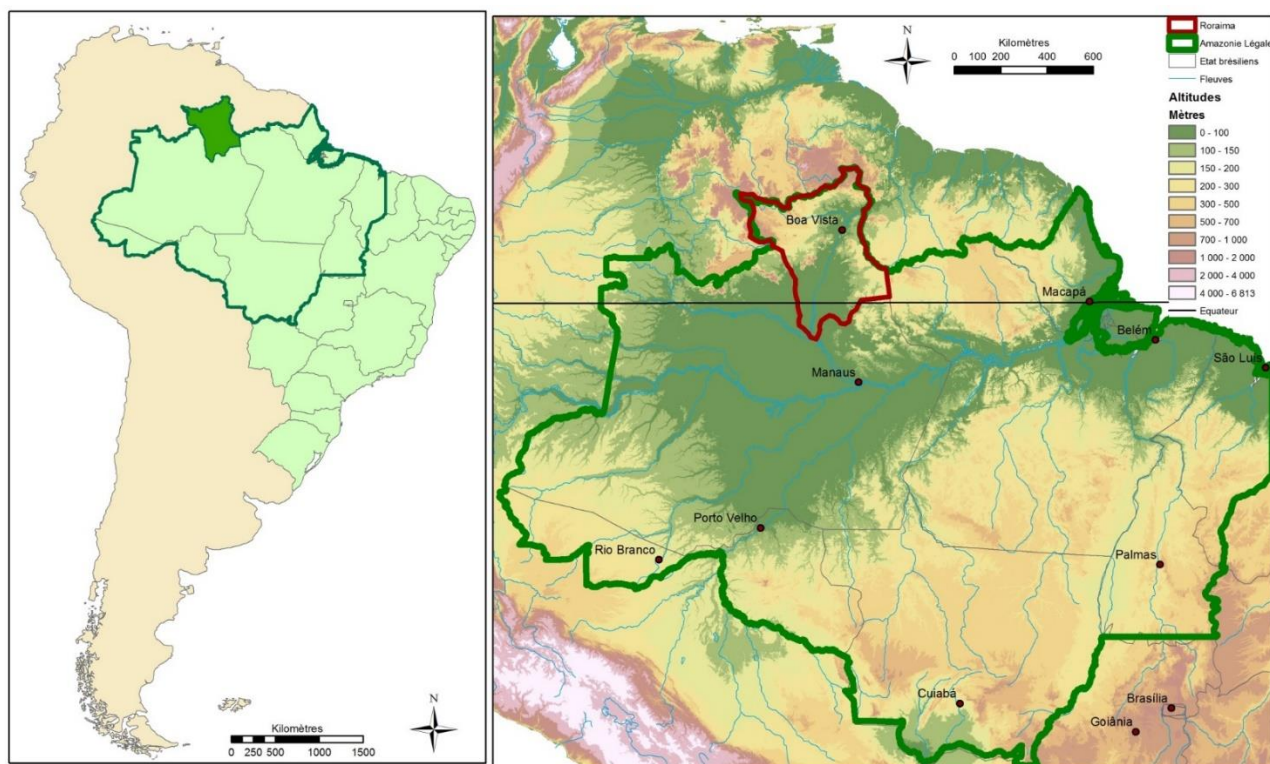 N
Kilomètres
0 250 500 1000 1500
N
Kilomètres
0 100 200 400 600
Roraima
Amazonie Légale
Etat brésiliens
Fleuves
Altitudes
Mètres
0 - 100
100 - 150
150 - 200
200 - 300
300 - 500
500 - 700
700 - 1 000
1 000 - 2 000
2 000 - 4 000
4 000 - 6 813
Equateur
Boa Vista
Macapá
Belém
São Luis
Manaus
Porto Velho
Rio Branco
Palmas
Cuiabá
Brasília
Goiânia